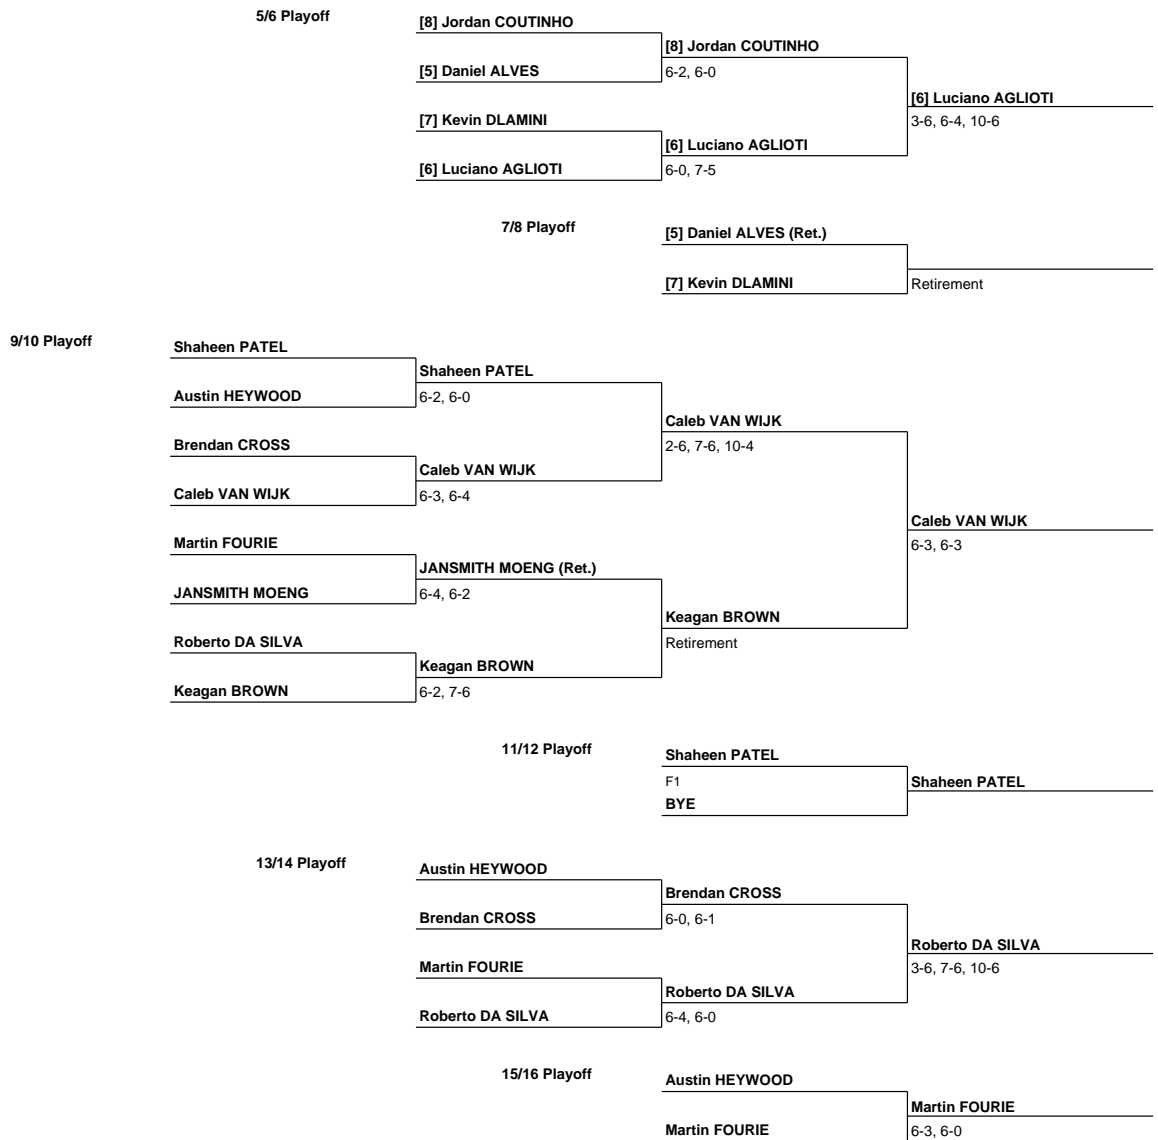 5/6 Playoff
[8] Jordan COUTINHO
[8] Jordan COUTINHO
[5] Daniel ALVES
6-2, 6-0
[6] Luciano AGLIOTI
[7] Kevin DLAMINI
3-6, 6-4, 10-6
[6] Luciano AGLIOTI
[6] Luciano AGLIOTI
6-0, 7-5
7/8 Playoff
[5] Daniel ALVES (Ret.)
[7] Kevin DLAMINI
Retirement
9/10 Playoff
Shaheen PATEL
Shaheen PATEL
Austin HEYWOOD
6-2, 6-0
Caleb VAN WIJK
Brendan CROSS
2-6, 7-6, 10-4
Caleb VAN WIJK
Caleb VAN WIJK
6-3, 6-4
Caleb VAN WIJK
Martin FOURIE
6-3, 6-3
JANSMITH MOENG (Ret.)
JANSMITH MOENG
6-4, 6-2
Keagan BROWN
Roberto DA SILVA
Retirement
Keagan BROWN
Keagan BROWN
6-2, 7-6
11/12 Playoff
Shaheen PATEL
F1
Shaheen PATEL
BYE
13/14 Playoff
Austin HEYWOOD
Brendan CROSS
Brendan CROSS
6-0, 6-1
Roberto DA SILVA
Martin FOURIE
3-6, 7-6, 10-6
Roberto DA SILVA
Roberto DA SILVA
6-4, 6-0
15/16 Playoff
Austin HEYWOOD
Martin FOURIE
Martin FOURIE
6-3, 6-0